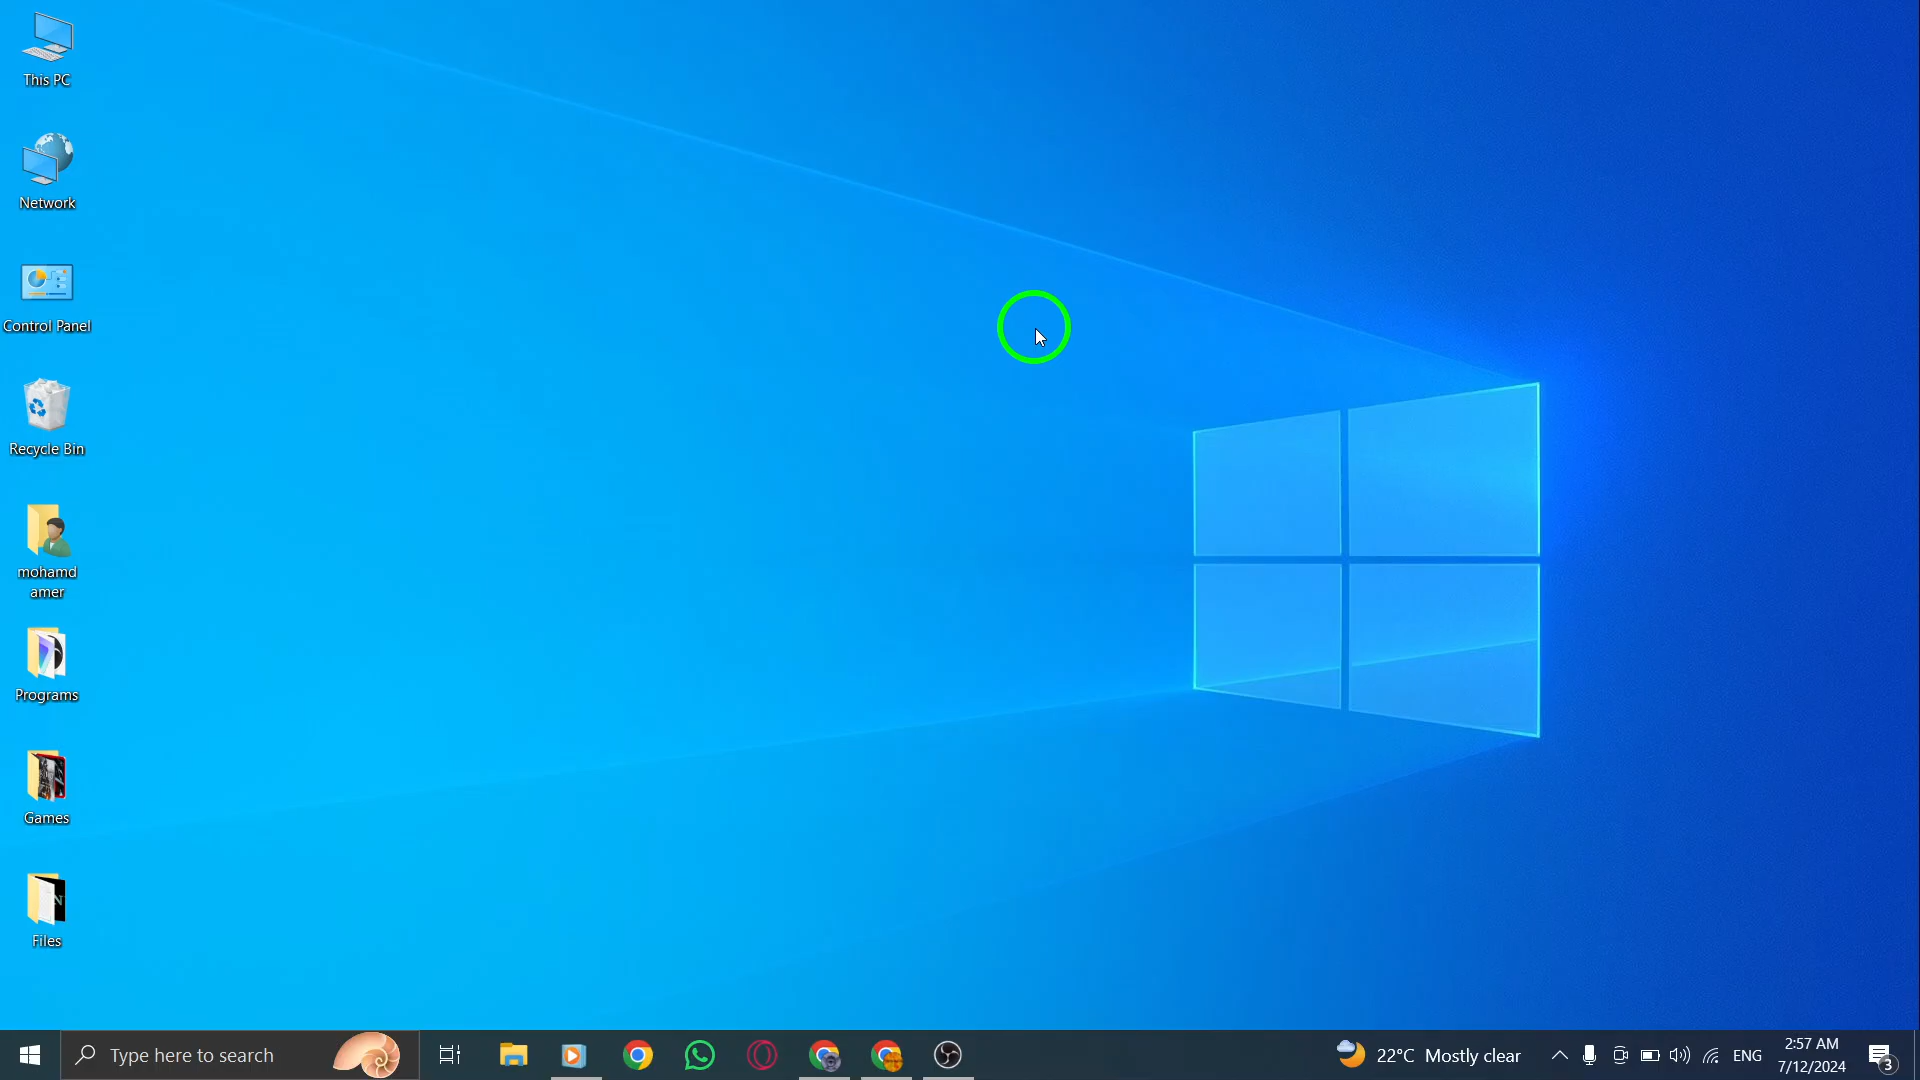 This PC
Network
Control Panel
Recycle Bin
mohamd
amer
Programs
Games
Files
Type here to search
22°C Mostly clear
ENG
2:57 AM
7/12/2024
3